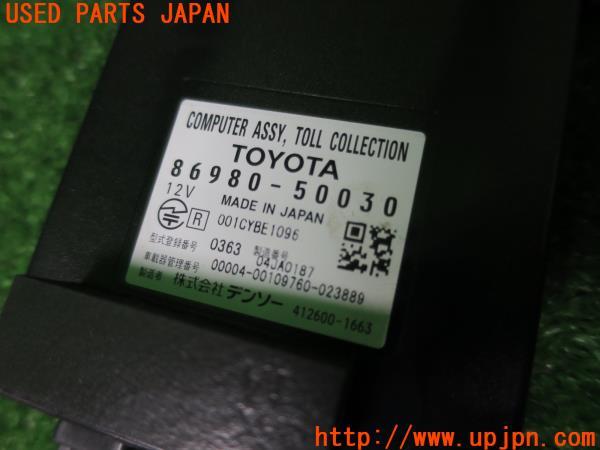 USED PARTS JAPAN
COMPUTER ASSY, TOLL COLLECTION
TOYOTA
86980-50030
12V
MADE IN JAPAN
R 001CYBE1096
型式登録番号 0363 製造番号 04JA0187
車載器管理番号 00004-00109760-023889
製造者 株式会社 デンソー 412600-1663
UPJ
http://www.upjpn.com/